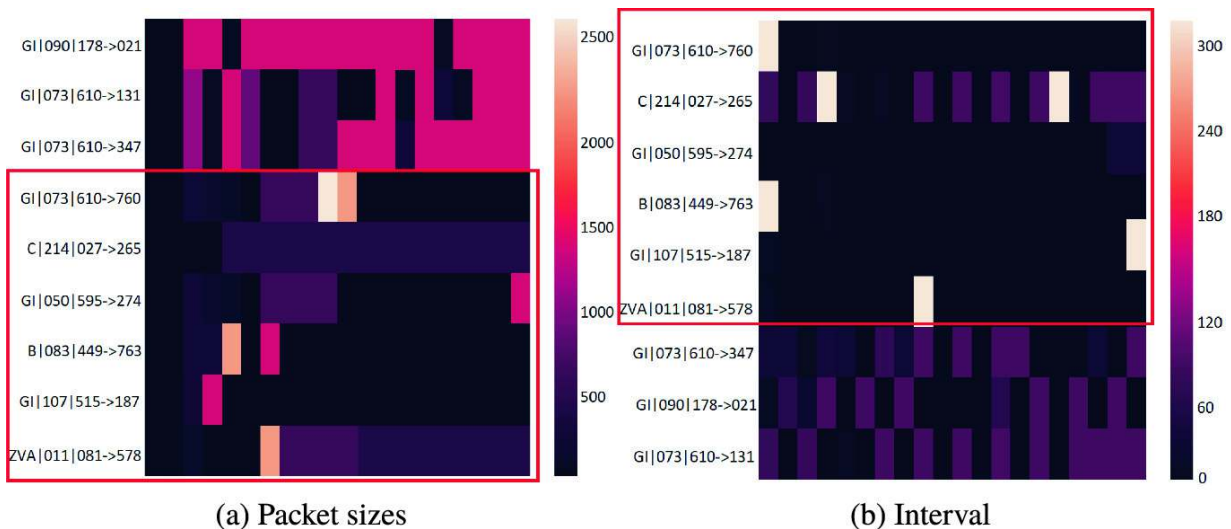 GI|090|178->021
GI|073|610->131
GI|073|610->347
GI|073|610->760
C|214|027->265
GI|050|595->274
B|083|449->763
GI|107|515->187
ZVA|011|081->578
2500
2000
1500
1000
500
(a) Packet sizes
GI|073|610->760
C|214|027->265
GI|050|595->274
B|083|449->763
GI|107|515->187
ZVA|011|081->578
GI|073|610->347
GI|090|178->021
GI|073|610->131
300
240
180
120
60
0
(b) Interval